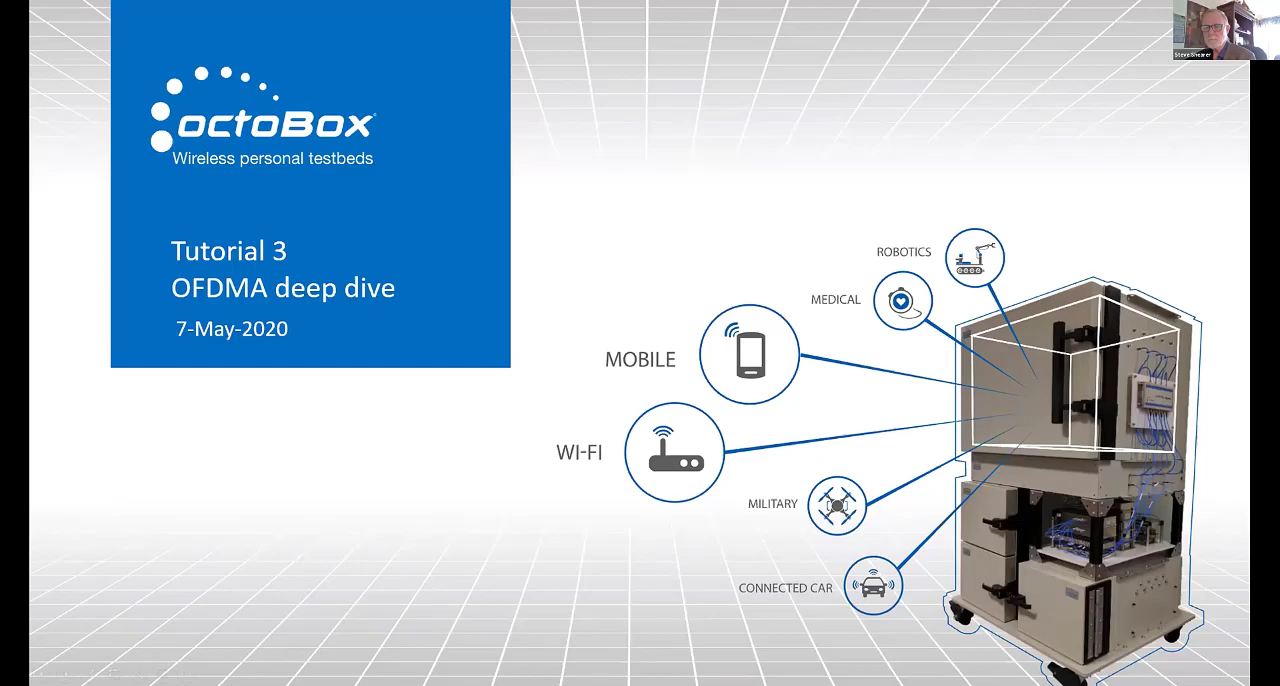 Steve Shearer
octoBox
Wireless personal testbeds
Tutorial 3
OFDMA deep dive
7-May-2020
ROBOTICS
MEDICAL
MOBILE
WI-FI
MILITARY
CONNECTED CAR